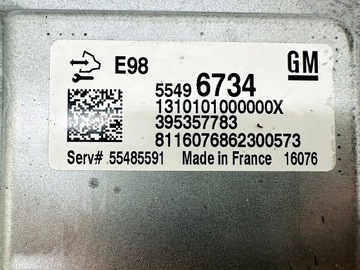 E98 GM
5549 6734
1310101000000X
395357783
8116076862300573
Serv# 55485591 Made in France 16076